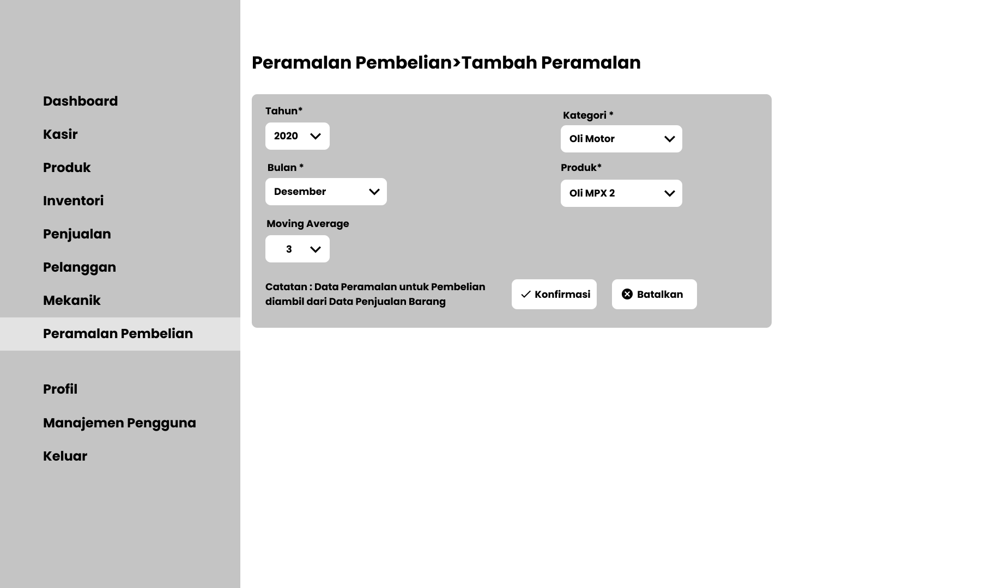 Dashboard
Kasir
Produk
Inventori
Penjualan
Pelanggan
Mekanik
Peramalan Pembelian
Profil
Manajemen Pengguna
Keluar
Peramalan Pembelian>Tambah Peramalan
Tahun*
2020
Bulan *
Desember
Moving Average
3
Kategori *
Oli Motor
Produk*
Oli MPX 2
Catatan : Data Peramalan untuk Pembelian
diambil dari Data Penjualan Barang
Konfirmasi
Batalkan